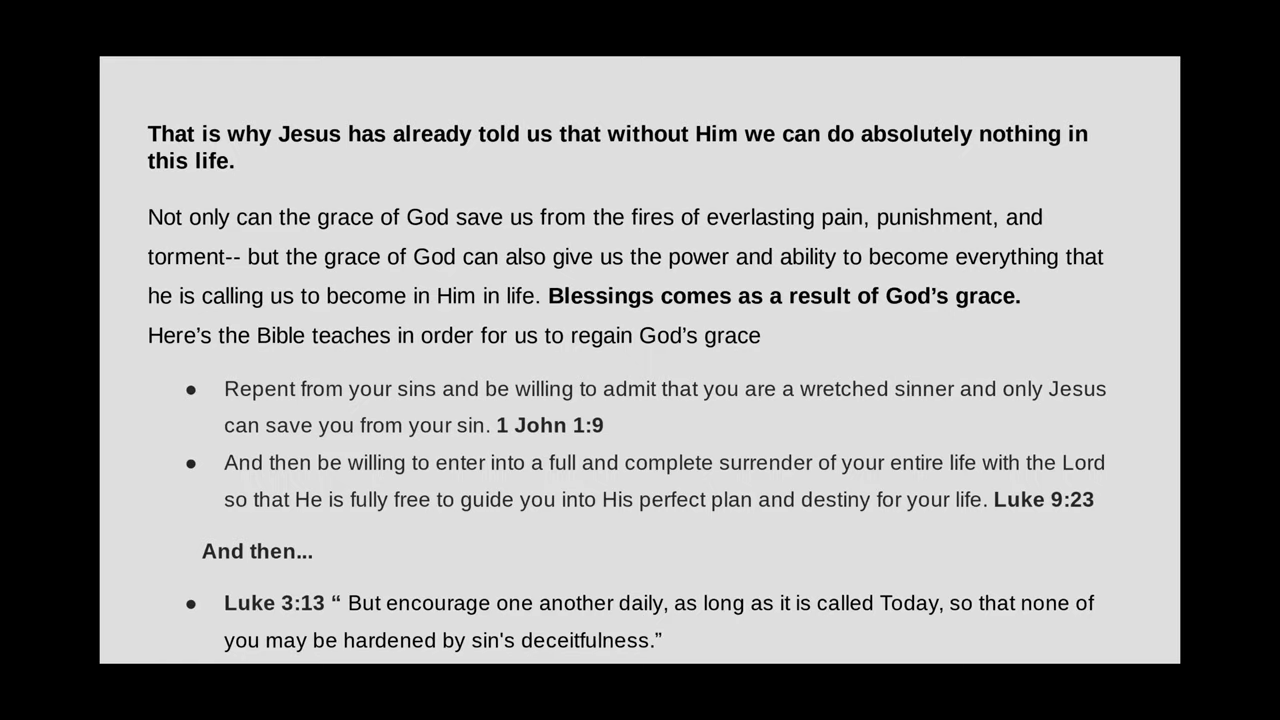 That is why Jesus has already told us that without Him we can do absolutely nothing in
this life.
Not only can the grace of God save us from the fires of everlasting pain, punishment, and
torment-- but the grace of God can also give us the power and ability to become everything that
he is calling us to become in Him in life. Blessings comes as a result of God’s grace.
Here’s the Bible teaches in order for us to regain God’s grace
● Repent from your sins and be willing to admit that you are a wretched sinner and only Jesus
can save you from your sin. 1 John 1:9
● And then be willing to enter into a full and complete surrender of your entire life with the Lord
so that He is fully free to guide you into His perfect plan and destiny for your life. Luke 9:23
And then...
● Luke 3:13 “ But encourage one another daily, as long as it is called Today, so that none of
you may be hardened by sin's deceitfulness.”